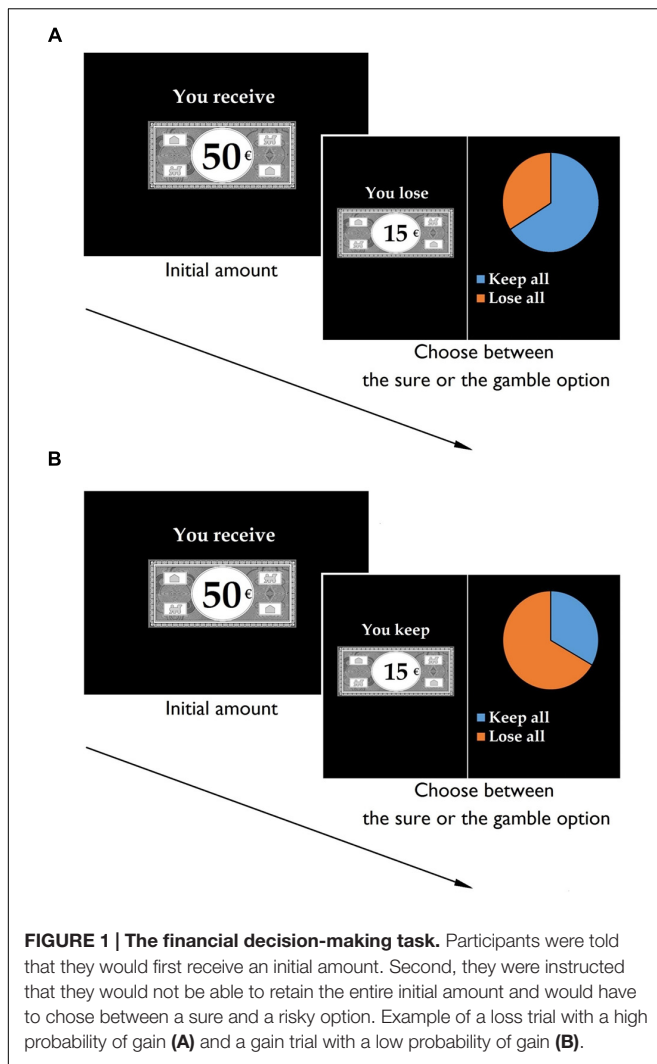 A
You receive
50 €
Initial amount
You lose
15 €
Keep all
Lose all
Choose between
the sure or the gamble option
B
You receive
50 €
Initial amount
You keep
15 €
Keep all
Lose all
Choose between
the sure or the gamble option
FIGURE 1 | The financial decision-making task. Participants were told
that they would first receive an initial amount. Second, they were instructed
that they would not be able to retain the entire initial amount and would have
to chose between a sure and a risky option. Example of a loss trial with a high
probability of gain (A) and a gain trial with a low probability of gain (B).